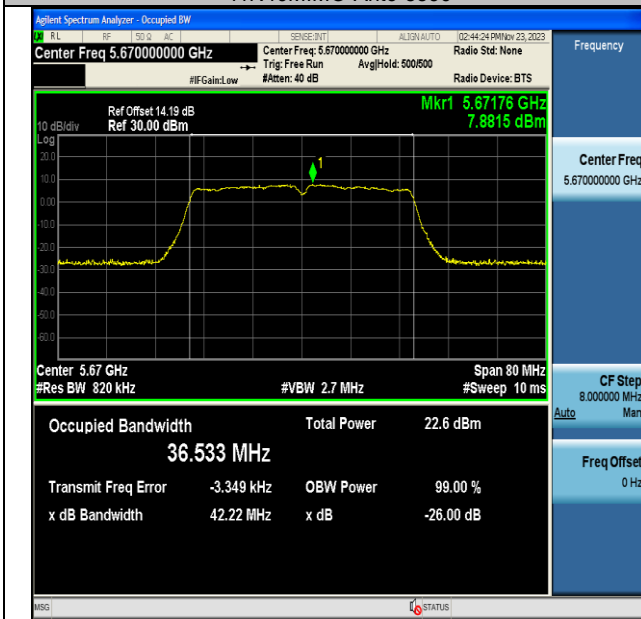 Agilent Spectrum Analyzer - Occupied BW
RL RF 50 Ω AC SENSE:INT ALIGN AUTO 02:44:24 PM Nov 23, 2023
Center Freq 5.670000000 GHz
Center Freq: 5.670000000 GHz
Radio Std: None
Trig: Free Run Avg|Hold: 500/500
#IFGain:Low #Atten: 40 dB Radio Device: BTS
Frequency
Mkr1 5.67176 GHz
7.8815 dBm
Ref Offset 14.19 dB
10 dB/div Ref 30.00 dBm
Log
20.0
10.0
0.00
-10.0
-20.0
-30.0
-40.0
-50.0
-60.0
1
Center 5.67 GHz Span 80 MHz
#Res BW 820 kHz #VBW 2.7 MHz #Sweep 10 ms
Center Freq
5.670000000 GHz
CF Step
8.000000 MHz
Auto Man
Freq Offset
0 Hz
Occupied Bandwidth Total Power 22.6 dBm
36.533 MHz
Transmit Freq Error -3.349 kHz OBW Power 99.00 %
x dB Bandwidth 42.22 MHz x dB -26.00 dB
MSG STATUS